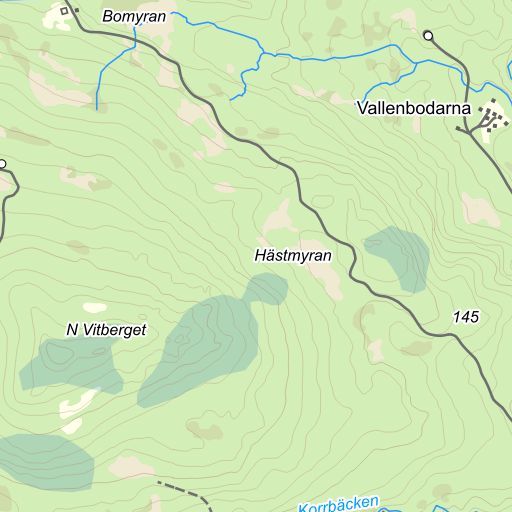 Bomyran
Vallenbodarna
Hästmyran
145
N Vitberget
Korrbäcken